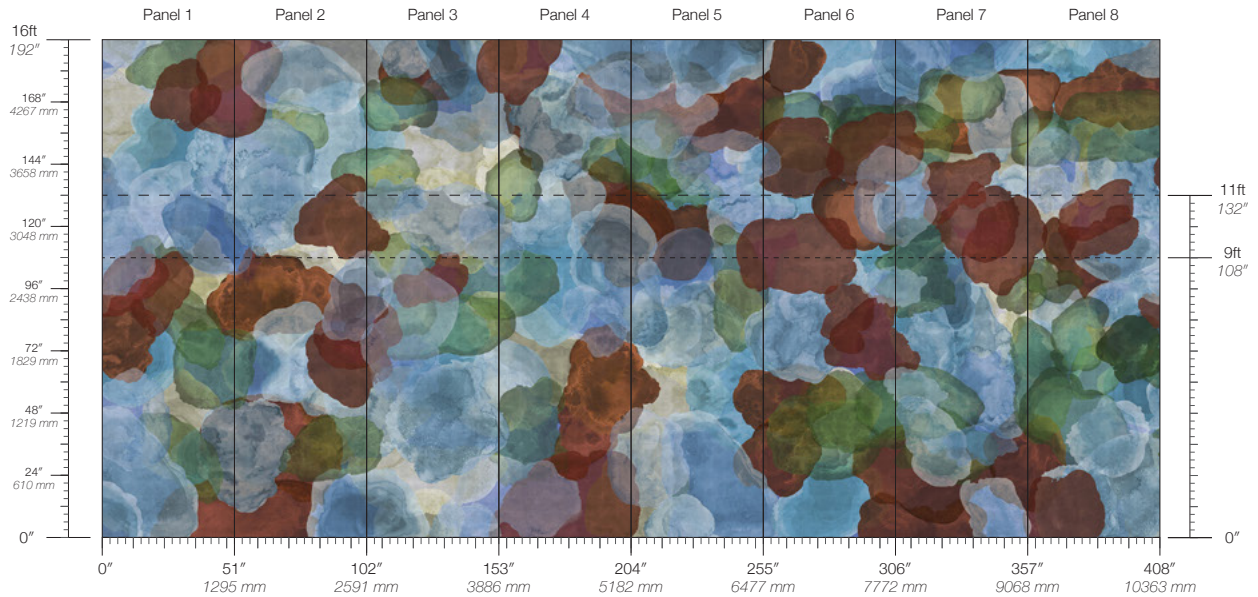 Panel 1 Panel 2 Panel 3 Panel 4 Panel 5 Panel 6 Panel 7 Panel 8
16ft
192″
168″
4267 mm
144″
3658 mm
120″
3048 mm
96″
2438 mm
72″
1829 mm
48″
1219 mm
24″
610 mm
0″
11ft
132″
9ft
108″
0″
0″ 51″ 102″ 153″ 204″ 255″ 306″ 357″ 408″
1295 mm 2591 mm 3886 mm 5182 mm 6477 mm 7772 mm 9068 mm 10363 mm